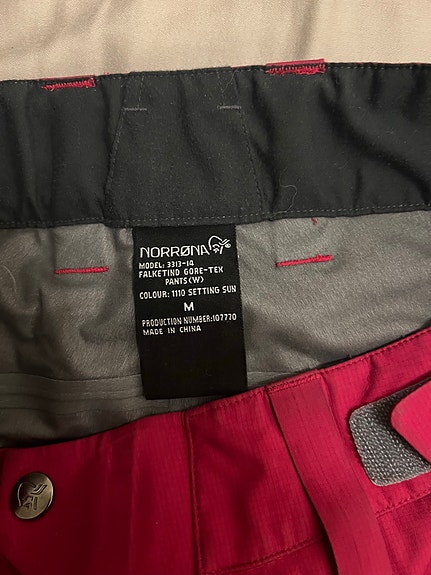 NORRØNA
MODEL: 3313-14
FALKETIND GORE-TEX
PANTS(W)
COLOUR: 1110 SETTING SUN
M
PRODUCTION NUMBER:107770
MADE IN CHINA